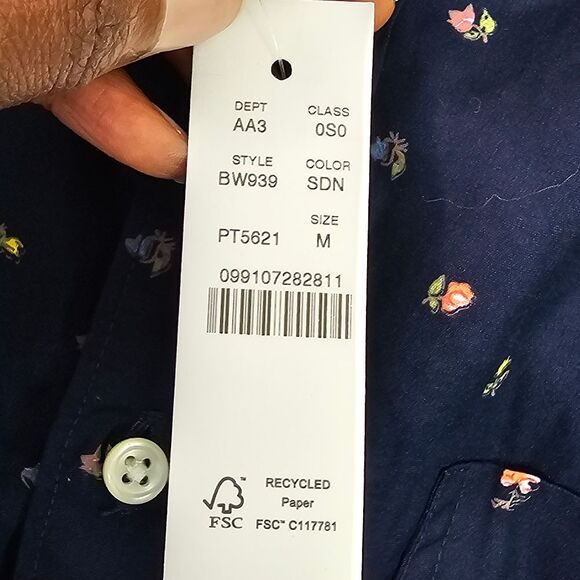 DEPT CLASS
AA3 0S0
STYLE COLOR
BW939 SDN
SIZE
PT5621 M
099107282811
RECYCLED
Paper
FSC FSC™ C117781